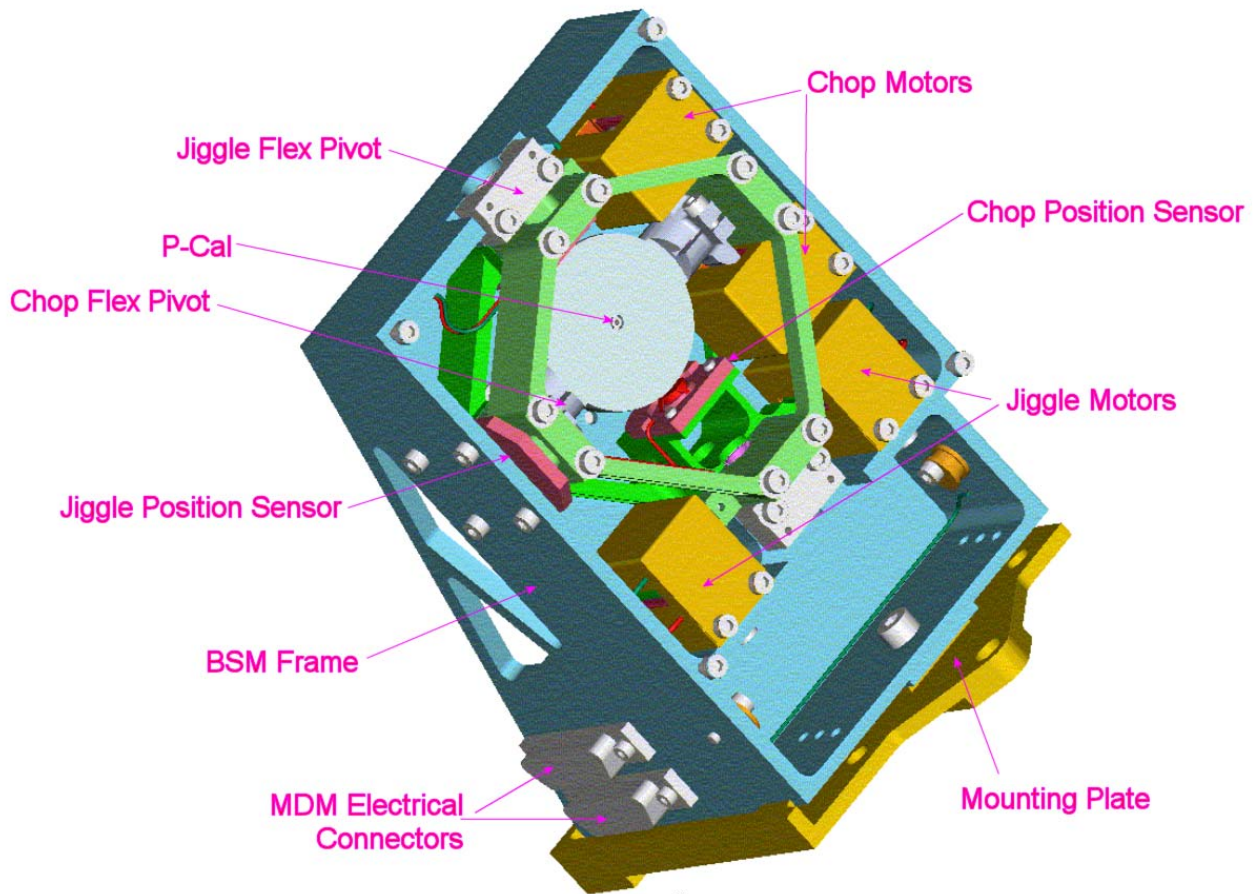 Chop Motors
Jiggle Flex Pivot
Chop Position Sensor
P-Cal
Chop Flex Pivot
Jiggle Motors
Jiggle Position Sensor
BSM Frame
MDM Electrical
Connectors
Mounting Plate